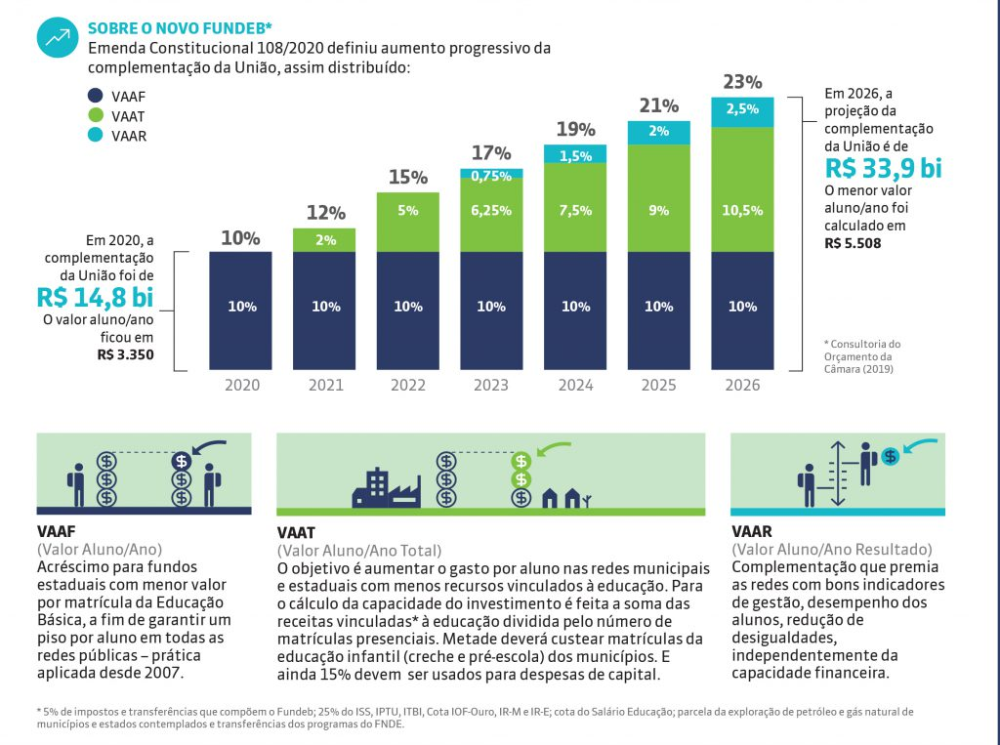 SOBRE O NOVO FUNDEB*
Emenda Constitucional 108/2020 definiu aumento progressivo da
complementação da União, assim distribuído:
VAAF
VAAT
VAAR
Em 2020, a
complementação
da União foi de
R$ 14,8 bi
O valor aluno/ano
ficou em
R$ 3.350
10%
10%
2020
12%
2%
10%
2021
15%
5%
10%
2022
17%
0,75%
6,25%
10%
2023
19%
1,5%
7,5%
10%
2024
21%
2%
9%
10%
2025
23%
2,5%
10,5%
10%
2026
Em 2026, a
projeção da
complementação
da União é de
R$ 33,9 bi
O menor valor
aluno/ano foi
calculado em
R$ 5.508
* Consultoria do
Orçamento da
Câmara (2019)
$
$
$
$
$
$
VAAF
(Valor Aluno/Ano)
Acréscimo para fundos
estaduais com menor valor
por matrícula da Educação
Básica, a fim de garantir um
piso por aluno em todas as
redes públicas – prática
aplicada desde 2007.
$
$
$
$
$
$
VAAT
(Valor Aluno/Ano Total)
O objetivo é aumentar o gasto por aluno nas redes municipais
e estaduais com menos recursos vinculados à educação. Para
o cálculo da capacidade do investimento é feita a soma das
receitas vinculadas* à educação dividida pelo número de
matrículas presenciais. Metade deverá custear matrículas da
educação infantil (creche e pré-escola) dos municípios. E
ainda 15% devem ser usados para despesas de capital.
$
VAAR
(Valor Aluno/Ano Resultado)
Complementação que premia
as redes com bons indicadores
de gestão, desempenho dos
alunos, redução de
desigualdades,
independentemente da
capacidade financeira.
* 5% de impostos e transferências que compõem o Fundeb; 25% do ISS, IPTU, ITBI, Cota IOF-Ouro, IR-M e IR-E; cota do Salário Educação; parcela da exploração de petróleo e gás natural de
municípios e estados contemplados e transferências dos programas do FNDE.